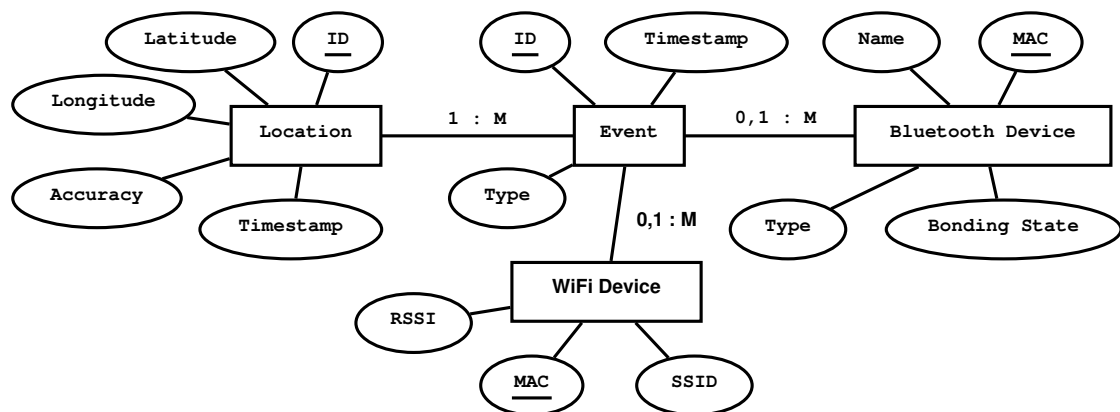 Latitude
ID
ID
Timestamp
Name
MAC
Longitude
Location
1 : M
Event
0,1 : M
Bluetooth Device
Accuracy
Timestamp
Type
0,1 : M
Type
Bonding State
WiFi Device
RSSI
MAC
SSID